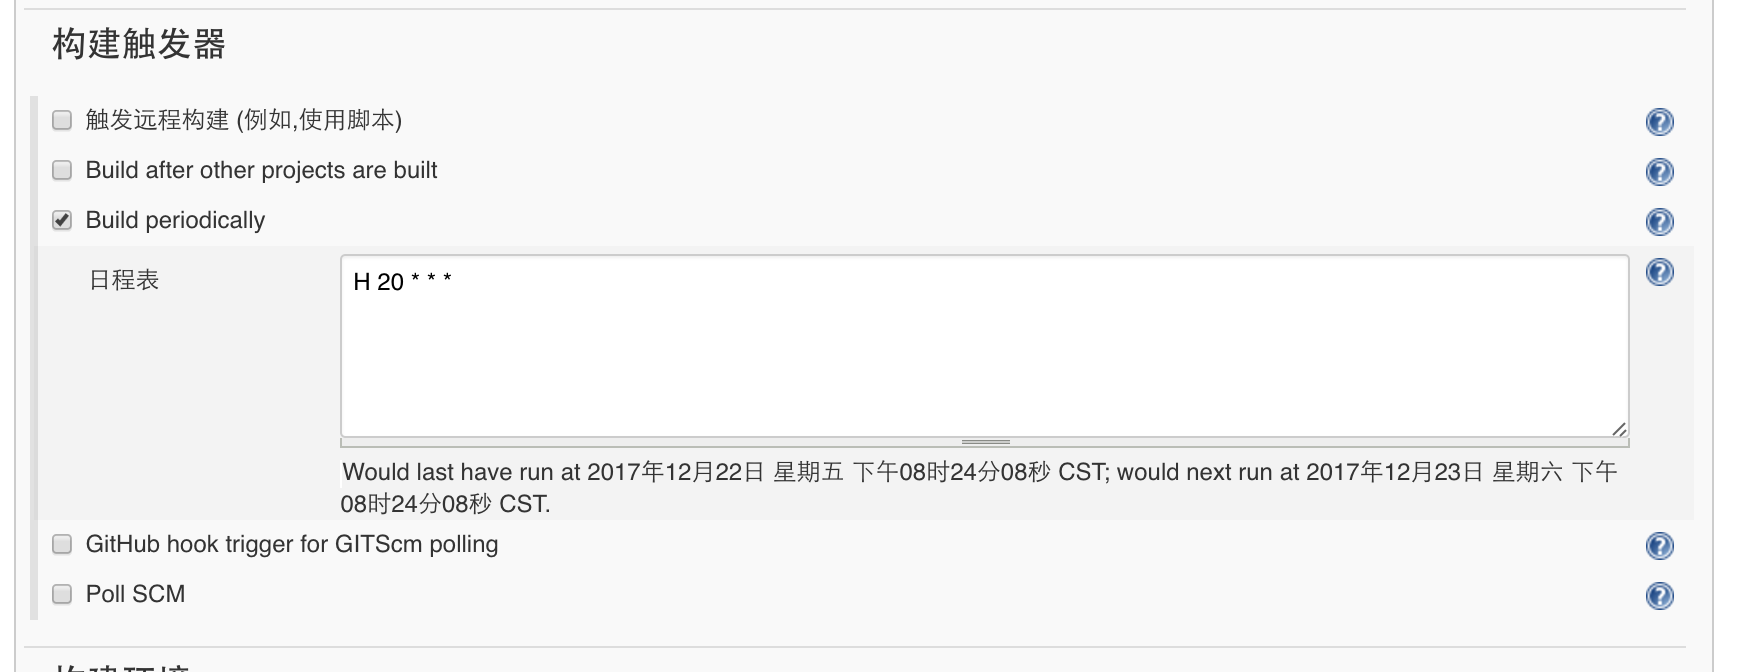 构建触发器
触发远程构建 (例如,使用脚本)
Build after other projects are built
Build periodically
日程表
H 20 * * *
Would last have run at 2017年12月22日 星期五 下午08时24分08秒 CST; would next run at 2017年12月23日 星期六 下午
08时24分08秒 CST.
GitHub hook trigger for GITScm polling
Poll SCM
构建环境